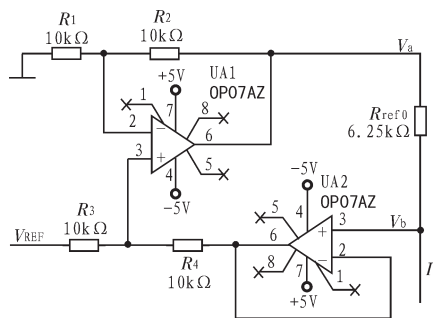 R1
10kΩ
R2
10kΩ
Va
+5V
UA1
OP07AZ
1
7
8
2
−
6
Rref0
6.25kΩ
3
+
4
5
−5V
−5V
UA2
OP07AZ
R3
10kΩ
5
4
3
Vb
VREF
6
+
2
R4
10kΩ
8
7
−
1
I
+5V